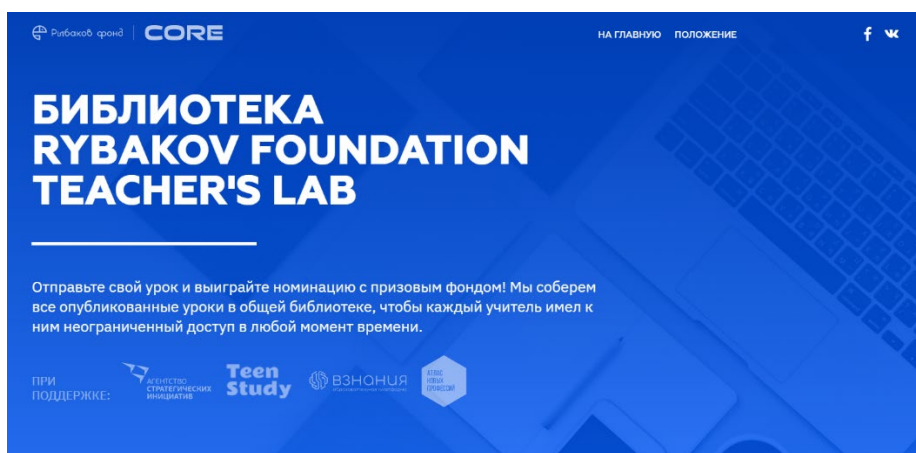 Рыбаков фонд CORE
НА ГЛАВНУЮ ПОЛОЖЕНИЕ
БИБЛИОТЕКА
RYBAKOV FOUNDATION
TEACHER'S LAB
Отправьте свой урок и выиграйте номинацию с призовым фондом! Мы соберем
все опубликованные уроки в общей библиотеке, чтобы каждый учитель имел к
ним неограниченный доступ в любой момент времени.
ПРИ
ПОДДЕРЖКЕ:
АГЕНТСТВО
СТРАТЕГИЧЕСКИХ
ИНИЦИАТИВ
Teen
Study
ВЗНАНИЯ
АТЛАС
НОВЫХ
ПРОФЕССИЙ